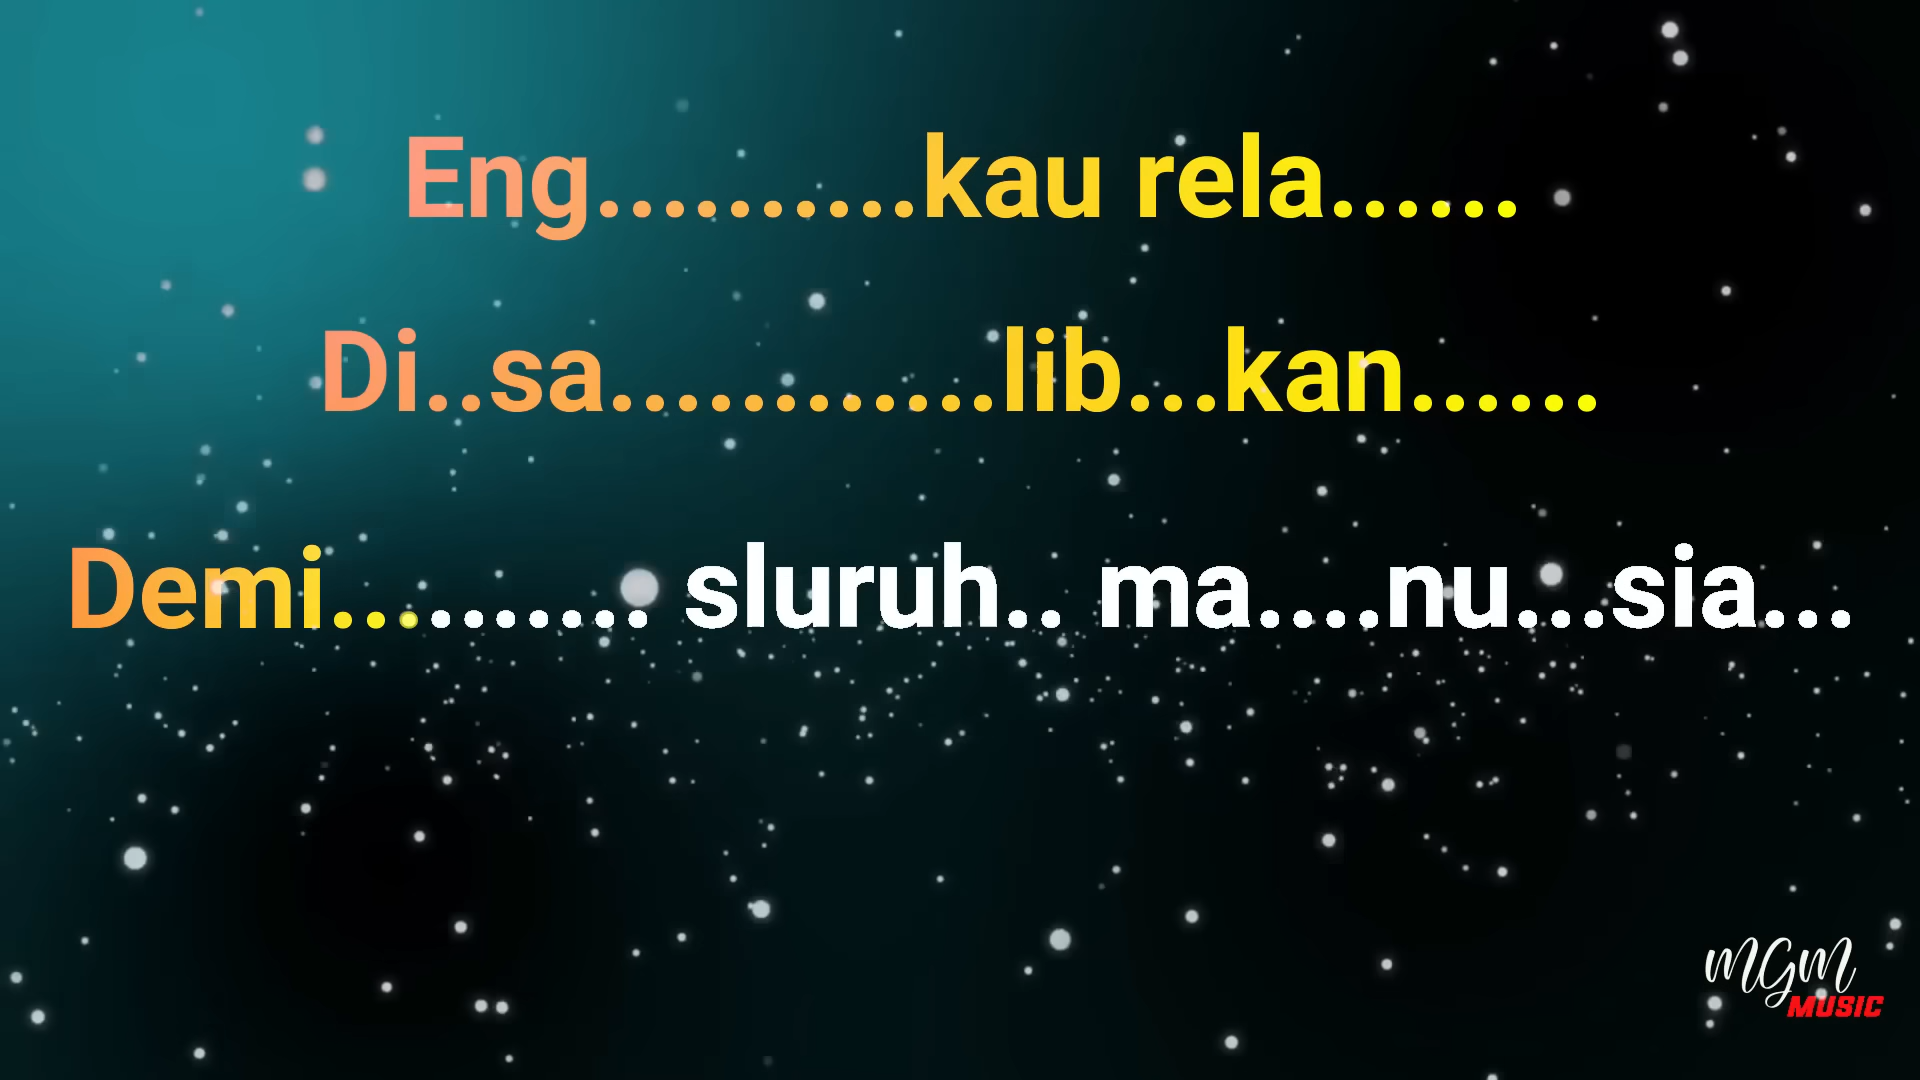 Eng..........kau rela......
Di..sa............lib...kan......
Demi.......... sluruh.. ma....nu...sia...
MGM
MUSIC